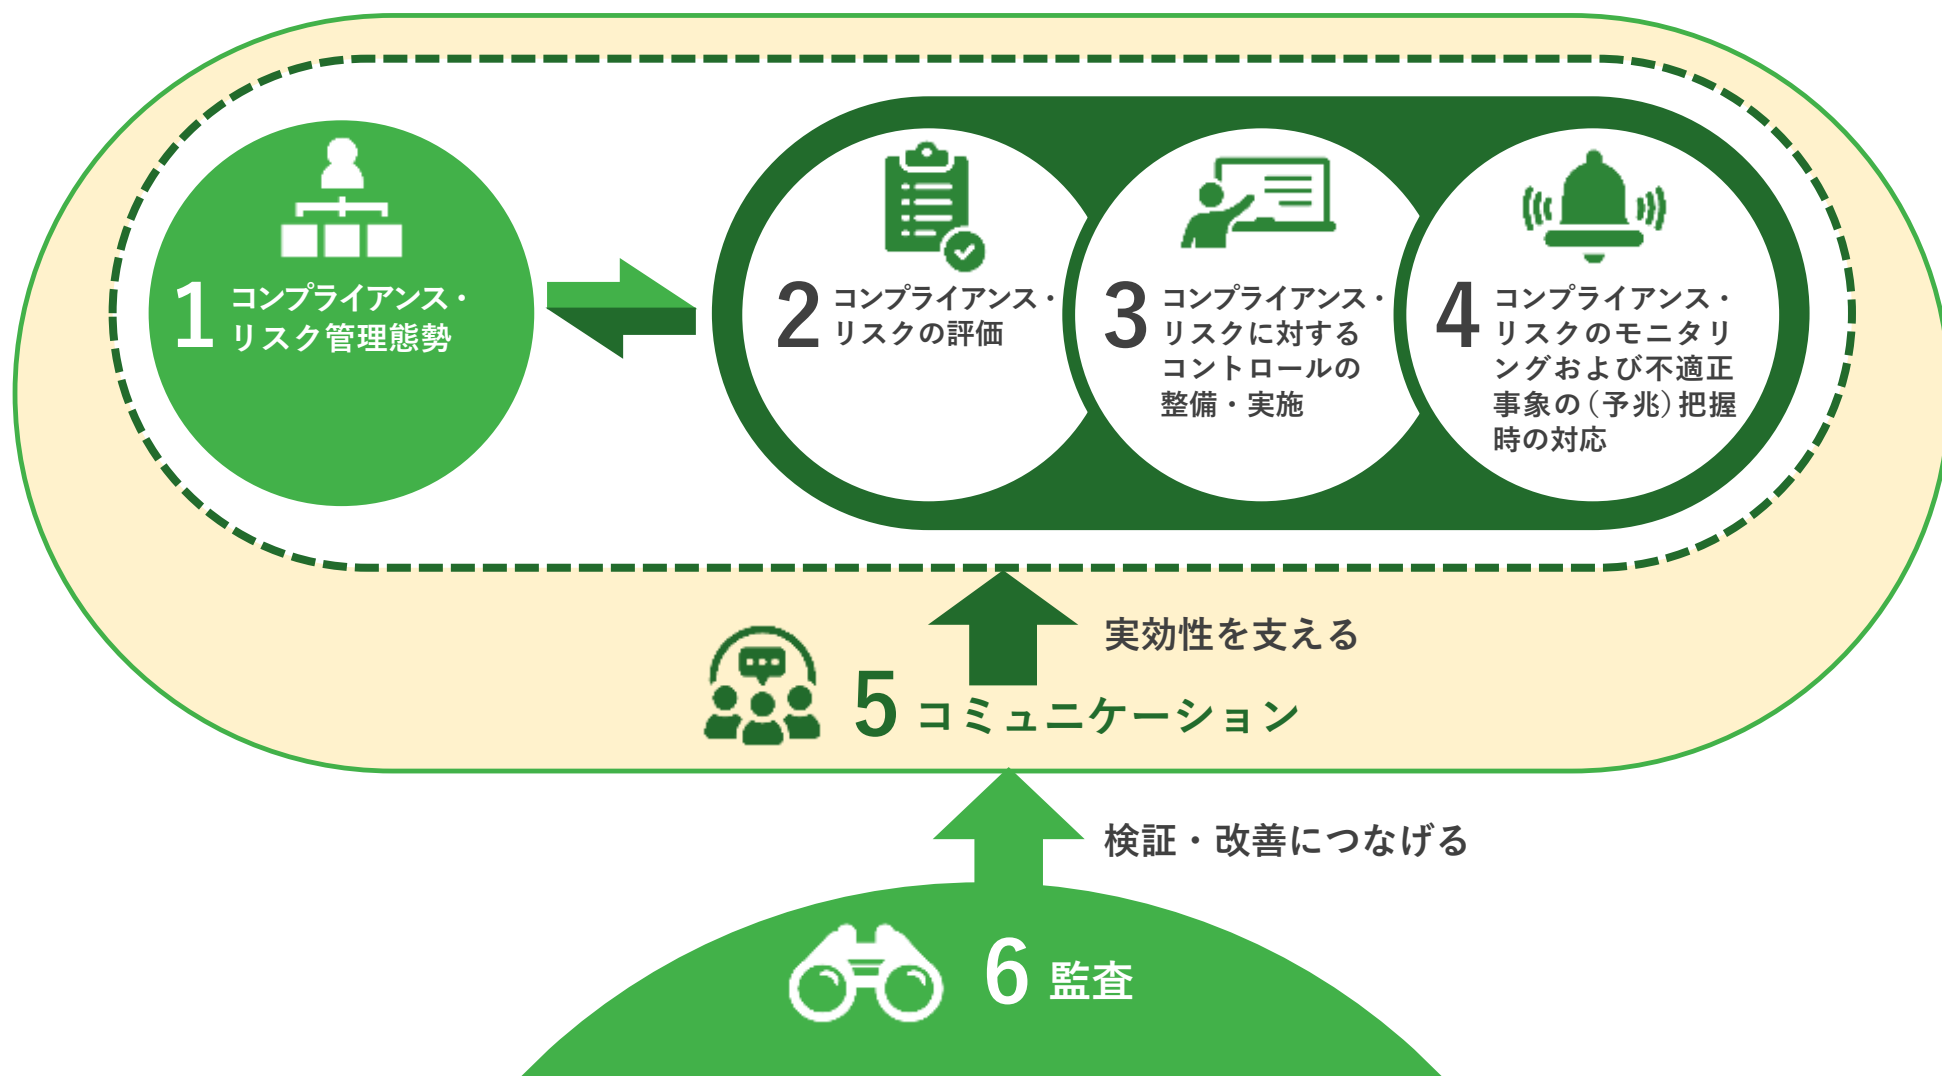 1 コンプライアンス・
リスク管理態勢
2 コンプライアンス・
リスクの評価
3 コンプライアンス・
リスクに対する
コントロールの
整備・実施
4 コンプライアンス・
リスクのモニタリ
ングおよび不適正
事象の（予兆）把握
時の対応
実効性を支える
5 コミュニケーション
検証・改善につなげる
6 監査